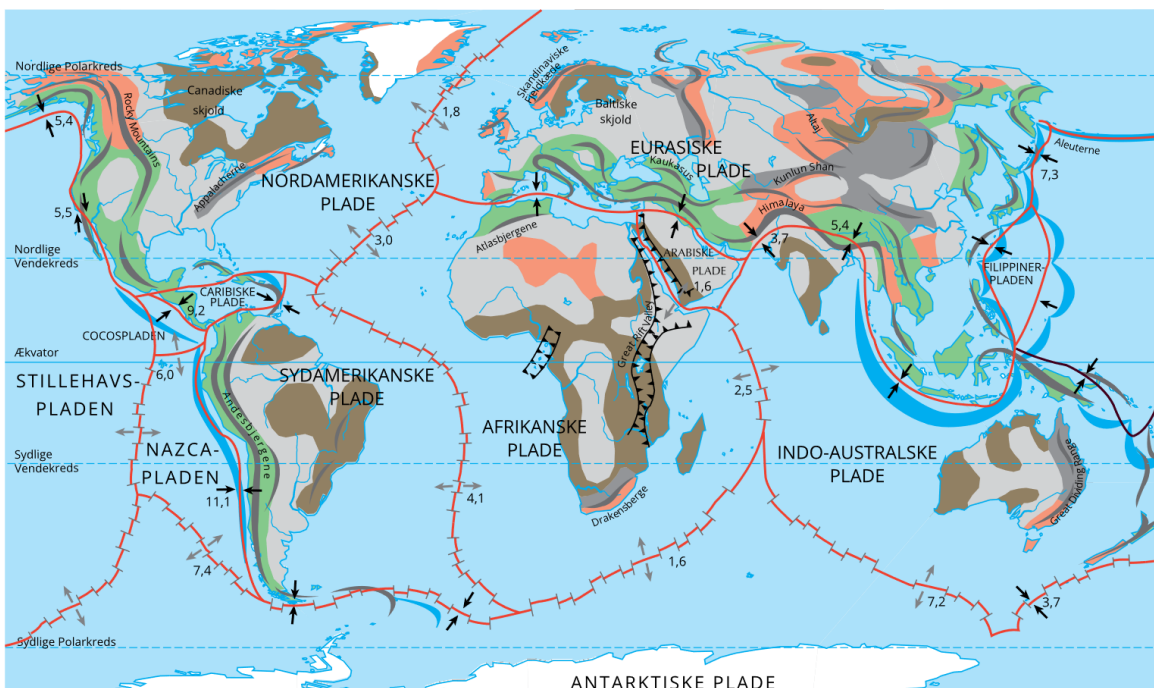 Nordlige Polarkreds
Canadiske
skjold
Rocky Mountains
Appalacherne
5,4
5,5
1,8
3,0
Skandinaviske
Fjeldkæde
Baltiske
skjold
EURASISKE
PLADE
Kaukasus
Altaj
Kunlun Shan
Himalaya
Aleuterne
7,3
NORDAMERIKANSKE
PLADE
Atlasbjergene
ARABISKE
PLADE
1,6
3,7
5,4
FILIPPINER-
PLADEN
Nordlige
Vendekreds
CARIBISKE
PLADE
9,2
COCOSPLADEN
Great Rift Valley
Ækvator
STILLEHAVS-
PLADEN
6,0
SYDAMERIKANSKE
PLADE
Andesbjergene
2,5
AFRIKANSKE
PLADE
INDO-AUSTRALSKE
PLADE
Great Dividing Range
Sydlige
Vendekreds
NAZCA-
PLADEN
11,1
4,1
Drakensberge
7,4
1,6
7,2
3,7
Sydlige Polarkreds
ANTARKTISKE PLADE